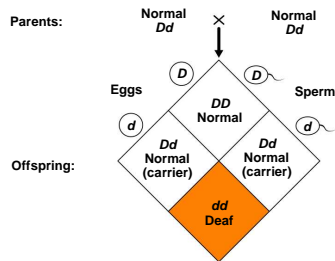 Parents:
Normal
Dd
×
Normal
Dd
Eggs
Sperm
D
D
d
d
DD
Normal
Offspring:
Dd
Normal
(carrier)
Dd
Normal
(carrier)
dd
Deaf